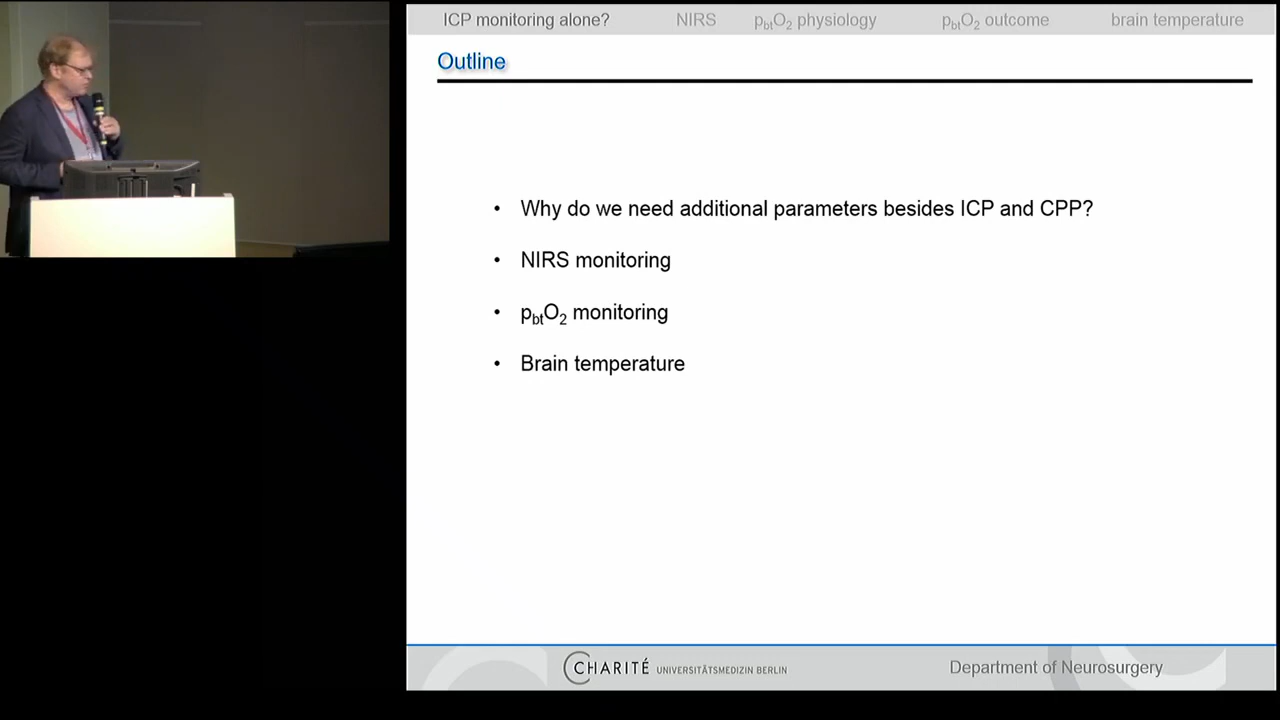 ICP monitoring alone? NIRS pbtO2 physiology pbtO2 outcome brain temperature
Outline
• Why do we need additional parameters besides ICP and CPP?
• NIRS monitoring
• pbtO2 monitoring
• Brain temperature
CHARITÉ UNIVERSITÄTSMEDIZIN BERLIN Department of Neurosurgery